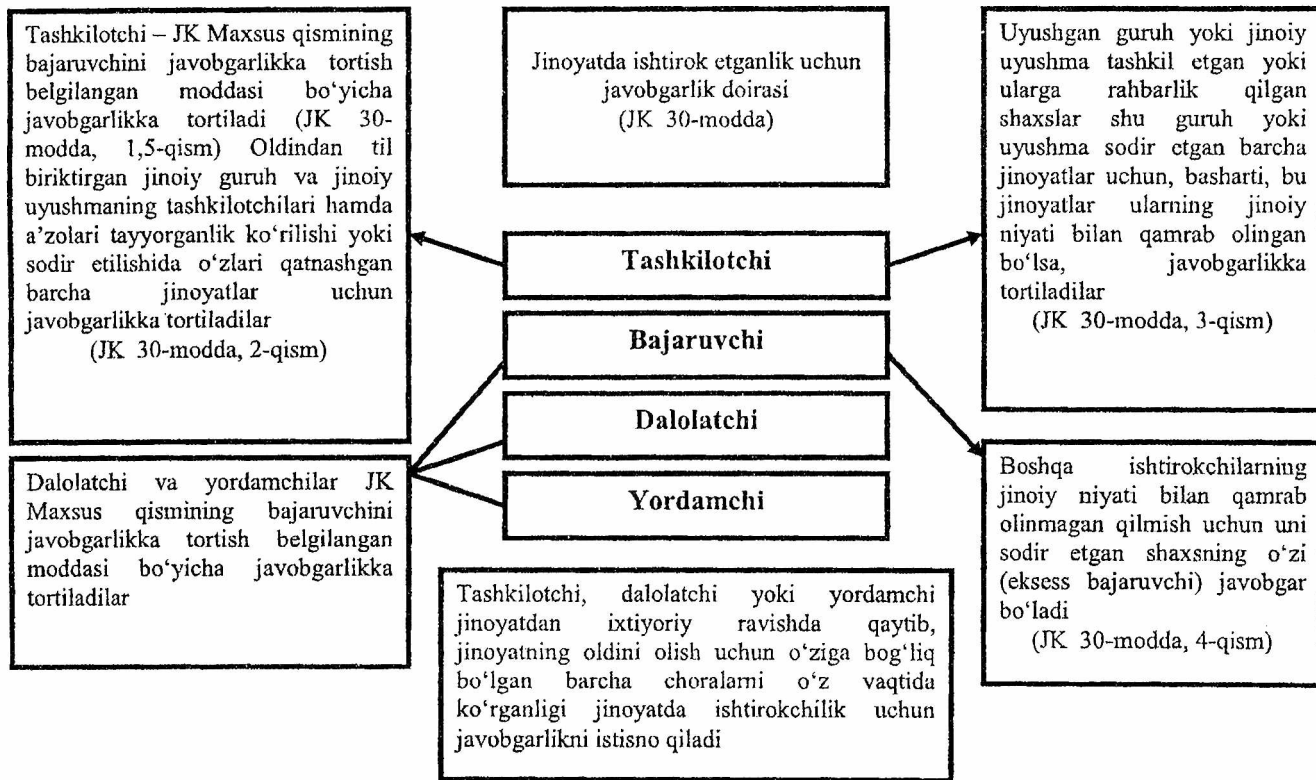 Tashkilotchi – JK Maxsus qismining
bajaruvchini javobgarlikka tortish
belgilangan moddasi bo‘yicha
javobgarlikka tortiladi (JK 30-
modda, 1,5-qism) Oldindan til
biriktirgan jinoiy guruh va jinoiy
uyushmaning tashkilotchilari hamda
a’zolari tayyorganlik ko‘rilishi yoki
sodir etilishida o‘zlari qatnashgan
barcha jinoyatlar uchun
javobgarlikka tortiladilar
(JK 30-modda, 2-qism)
Jinoyatda ishtirok etganlik uchun
javobgarlik doirasi
(JK 30-modda)
Uyushgan guruh yoki jinoiy
uyushma tashkil etgan yoki
ularga rahbarlik qilgan
shaxslar shu guruh yoki
uyushma sodir etgan barcha
jinoyatlar uchun, basharti, bu
jinoyatlar ularning jinoiy
niyati bilan qamrab olingan
bo‘lsa, javobgarlikka
tortiladilar
(JK 30-modda, 3-qism)
Tashkilotchi
Bajaruvchi
Dalolatchi
Yordamchi
Dalolatchi va yordamchilar JK
Maxsus qismining bajaruvchini
javobgarlikka tortish belgilangan
moddasi bo‘yicha javobgarlikka
tortiladilar
Boshqa ishtirokchilarning
jinoiy niyati bilan qamrab
olinmagan qilmish uchun uni
sodir etgan shaxsning o‘zi
(eksess bajaruvchi) javobgar
bo‘ladi
(JK 30-modda, 4-qism)
Tashkilotchi, dalolatchi yoki yordamchi
jinoyatdan ixtiyoriy ravishda qaytib,
jinoyatning oldini olish uchun o‘ziga bog‘liq
bo‘lgan barcha choralarni o‘z vaqtida
ko‘rganligi jinoyatda ishtirokchilik uchun
javobgarlikni istisno qiladi